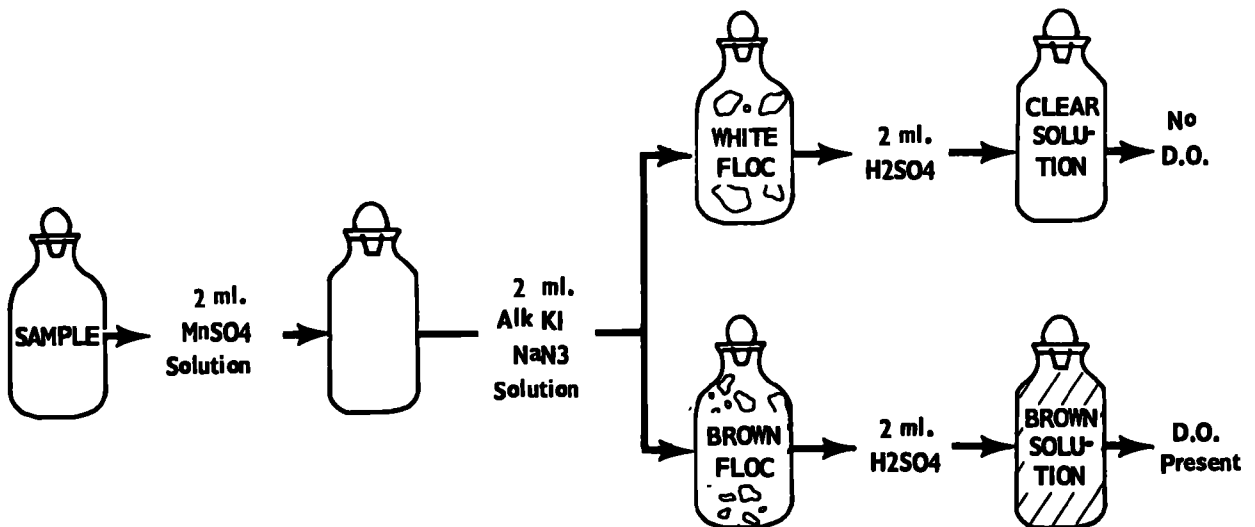 SAMPLE
2 ml.
MnSO4
Solution
2 ml.
Alk KI
NaN3
Solution
WHITE
FLOC
2 ml.
H2SO4
CLEAR
SOLU-
TION
No
D.O.
BROWN
FLOC
2 ml.
H2SO4
BROWN
SOLU-
TION
D.O.
Present